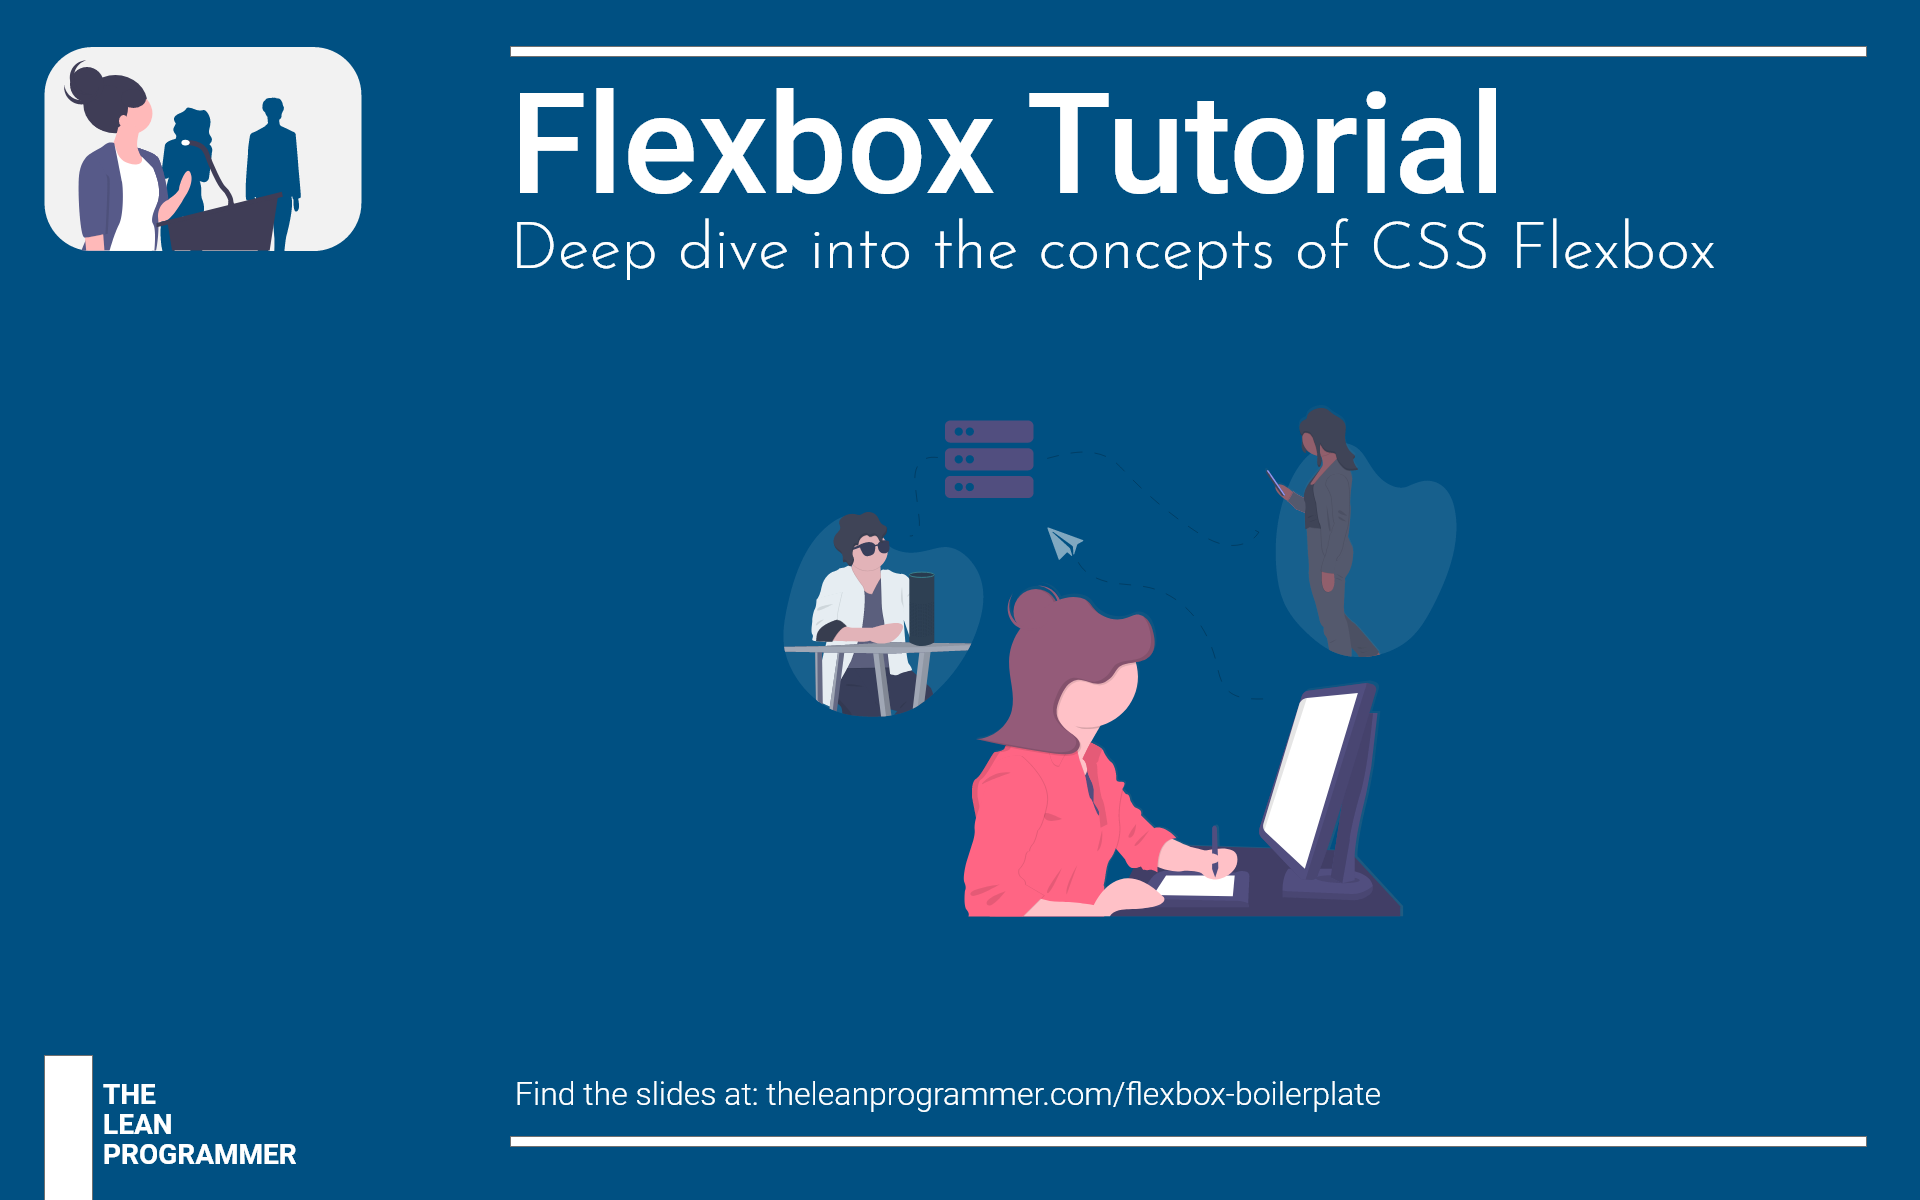 Flexbox Tutorial
Deep dive into the concepts of CSS Flexbox
Find the slides at: theleanprogrammer.com/flexbox-boilerplate
THE
LEAN
PROGRAMMER